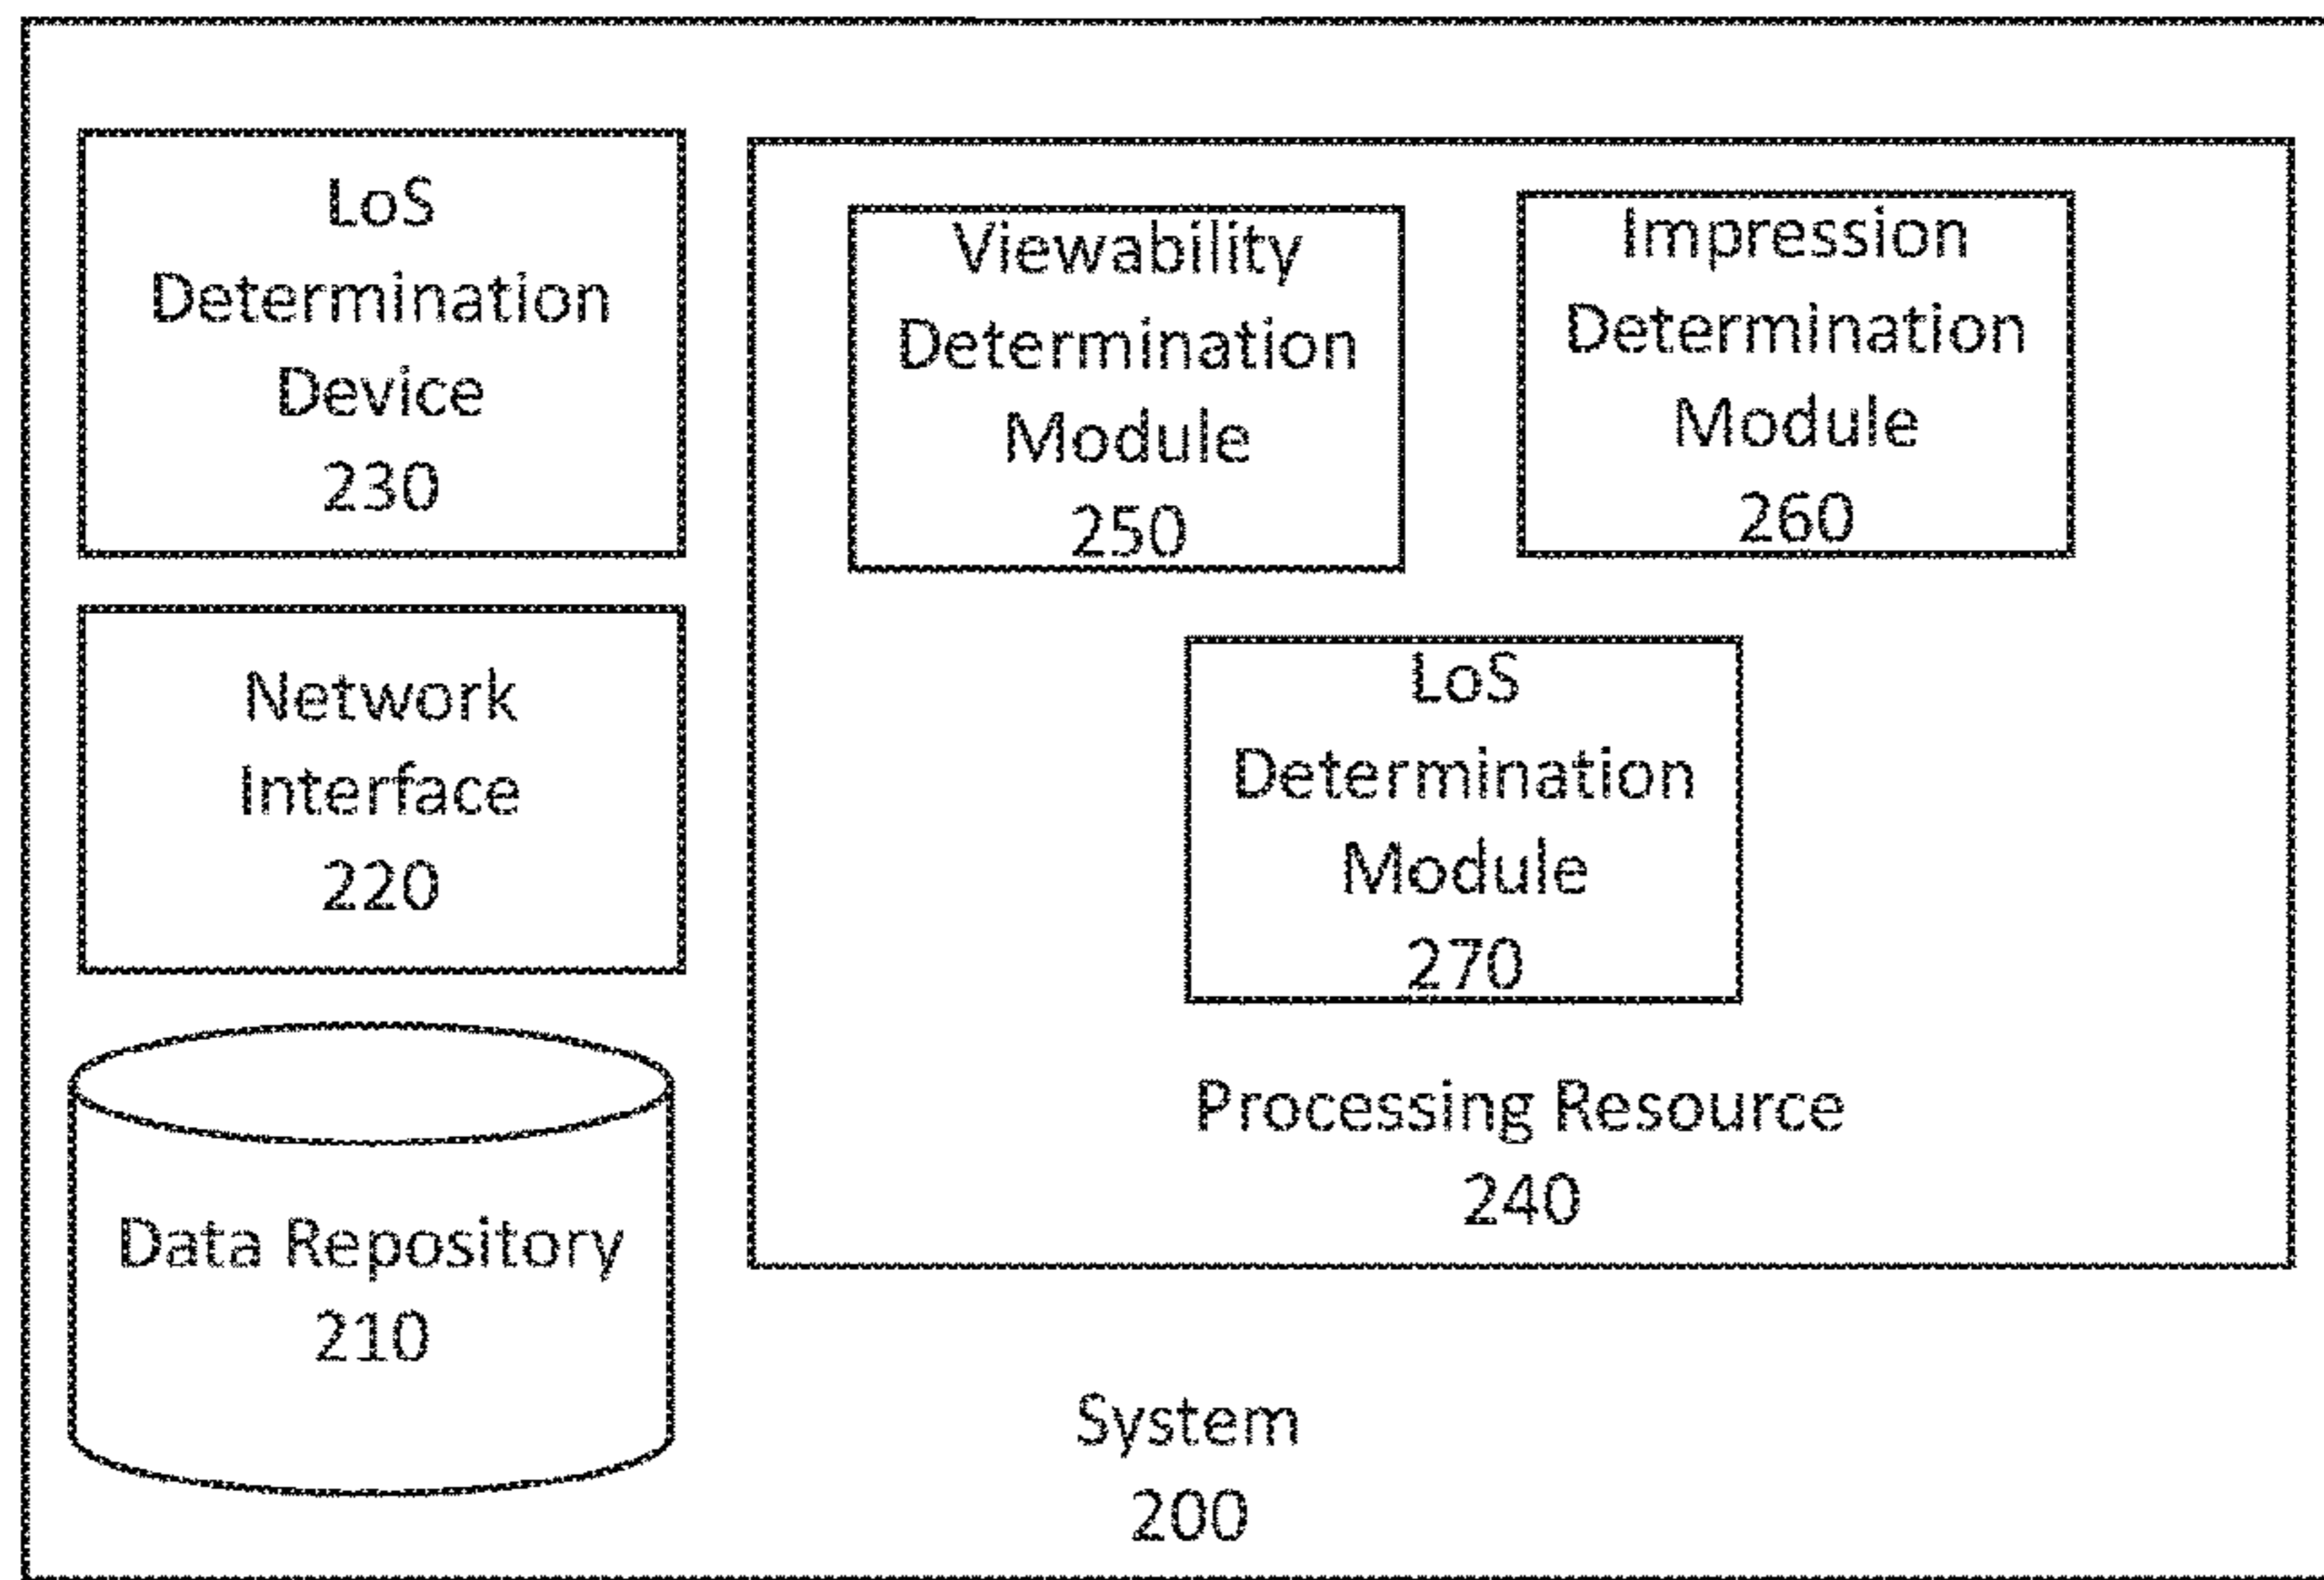 LoS
Determination
Device
230
Network
Interface
220
Data Repository
210
Viewability
Determination
Module
250
Impression
Determination
Module
260
LoS
Determination
Module
270
Processing Resource
240
System
200